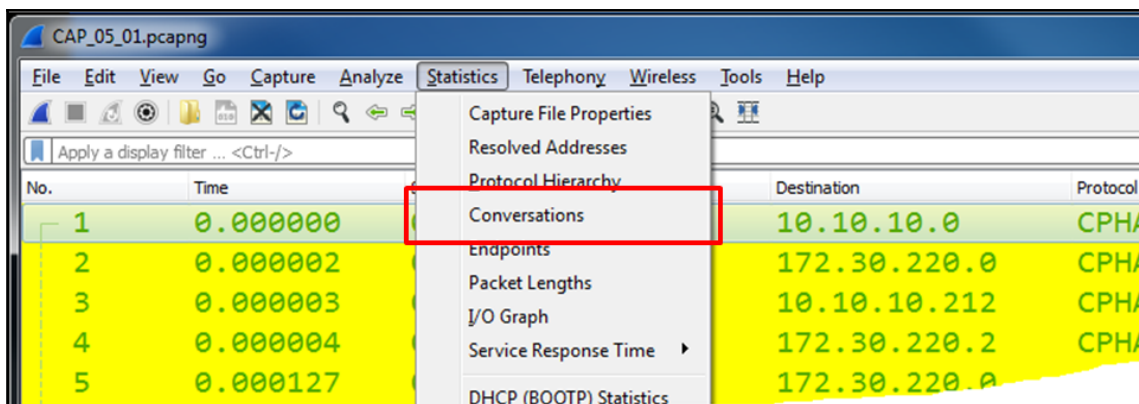 CAP_05_01.pcapng
File Edit View Go Capture Analyze Statistics Telephony Wireless Tools Help
Capture File Properties
Apply a display filter ... <Ctrl-/>
Resolved Addresses
Protocol Hierarchy
No. Time Destination Protocol
Conversations
1 0.000000 10.10.10.0 CPHA
Endpoints
2 0.000002 172.30.220.0 CPHA
Packet Lengths
3 0.000003 10.10.10.212 CPHA
I/O Graph
4 0.000004 172.30.220.2 CPHA
Service Response Time
5 0.000127 172.30.220.0
DHCP (BOOTP) Statistics